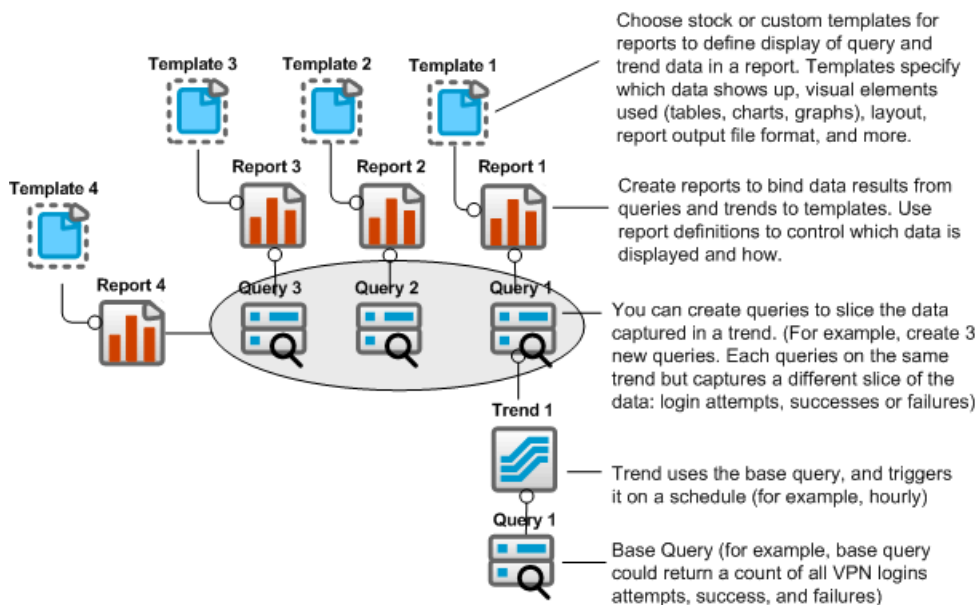 Choose stock or custom templates for
reports to define display of query and
trend data in a report. Templates specify
which data shows up, visual elements
used (tables, charts, graphs), layout,
report output file format, and more.
Template 3
Template 2
Template 1
Report 3
Report 2
Report 1
Create reports to bind data results from
queries and trends to templates. Use
report definitions to control which data is
displayed and how.
Template 4
Report 4
Query 3
Query 2
Query 1
You can create queries to slice the data
captured in a trend. (For example, create 3
new queries. Each queries on the same
trend but captures a different slice of the
data: login attempts, successes or failures)
Trend 1
Trend uses the base query, and triggers
it on a schedule (for example, hourly)
Query 1
Base Query (for example, base query
could return a count of all VPN logins
attempts, success, and failures)